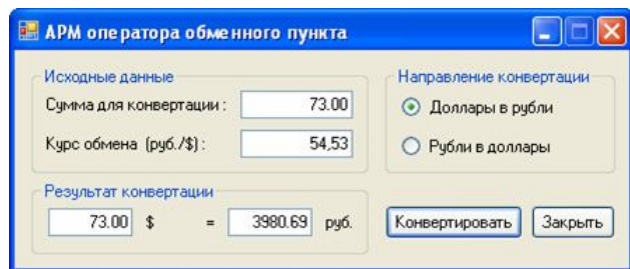 АРМ оператора обменного пункта
Исходные данные
Сумма для конвертации : 73.00
Курс обмена (руб./$) : 54,53
Направление конвертации
Доллары в рубли
Рубли в доллары
Результат конвертации
73.00 $ = 3980.69 руб.
Конвертировать Закрыть